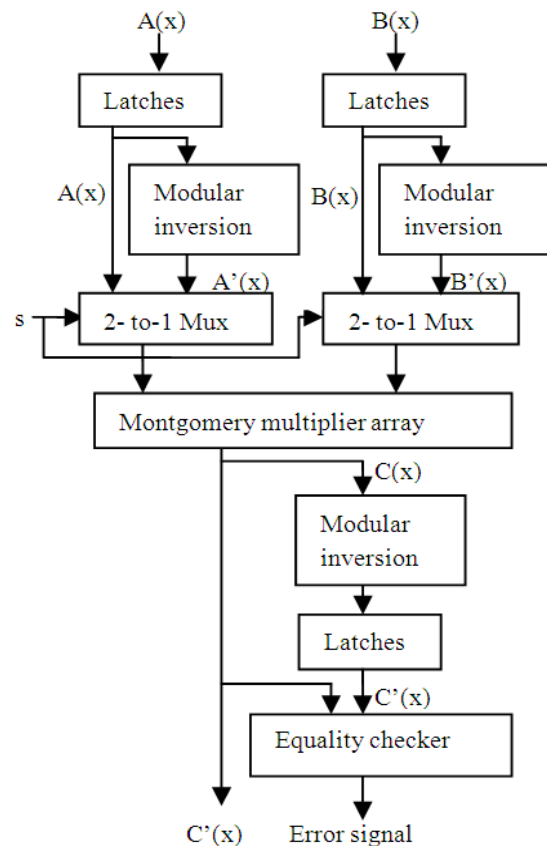 A(x)
B(x)
Latches
Latches
A(x)
Modular
inversion
B(x)
Modular
inversion
A’(x)
B’(x)
s
2- to-1 Mux
2- to-1 Mux
Montgomery multiplier array
C(x)
Modular
inversion
Latches
C’(x)
Equality checker
C’(x)
Error signal